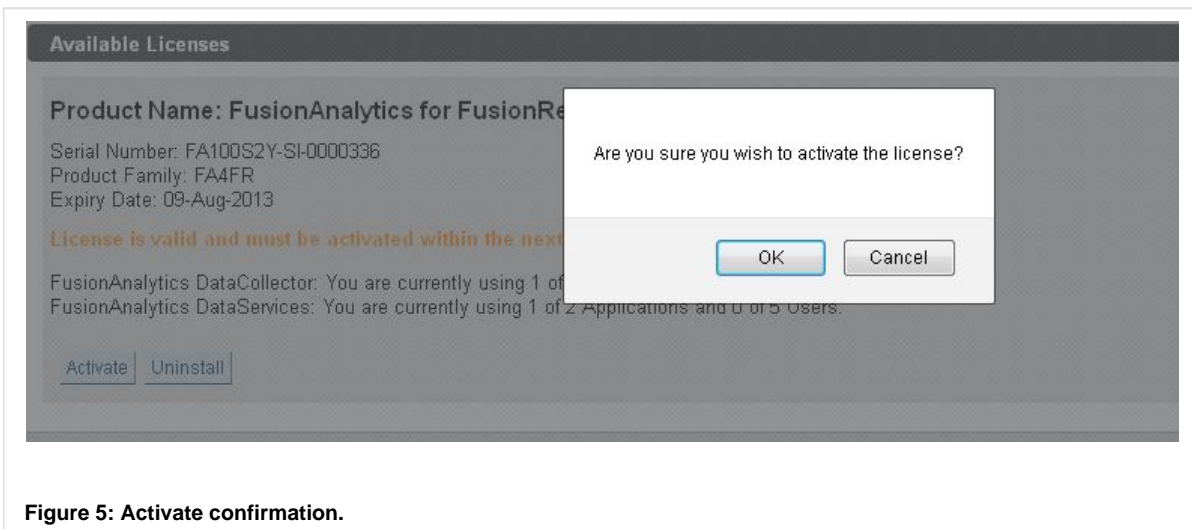 Available Licenses
Product Name: FusionAnalytics for FusionRe
Serial Number: FA100S2Y-SI-0000336
Product Family: FA4FR
Expiry Date: 09-Aug-2013
License is valid and must be activated within the next
FusionAnalytics DataCollector: You are currently using 1 of
FusionAnalytics DataServices: You are currently using 1 of 2 Applications and 0 of 5 Users.
Activate Uninstall
Are you sure you wish to activate the license?
OK Cancel
Figure 5: Activate confirmation.